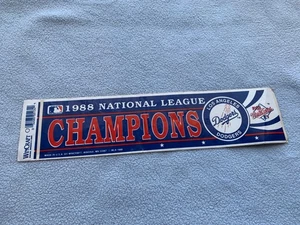 WINCRAFT
1988 NATIONAL LEAGUE
CHAMPIONS
LOS ANGELES
Dodgers
DODGERS